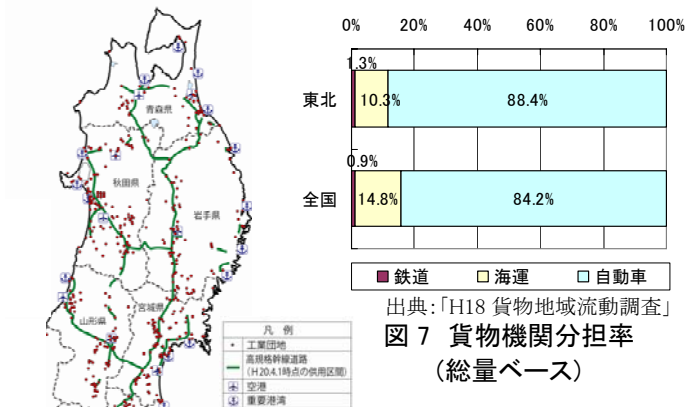 青森県
秋田県
岩手県
山形県
宮城県
凡 例
工業団地
高規格幹線道路
(H20.4.1時点の供用区間)
空港
重要港湾
0% 20% 40% 60% 80% 100%
1.3%
東北 10.3% 88.4%
0.9%
全国 14.8% 84.2%
鉄道 海運 自動車
出典:「H18 貨物地域流動調査」
図 7 貨物機関分担率
(総量ベース)